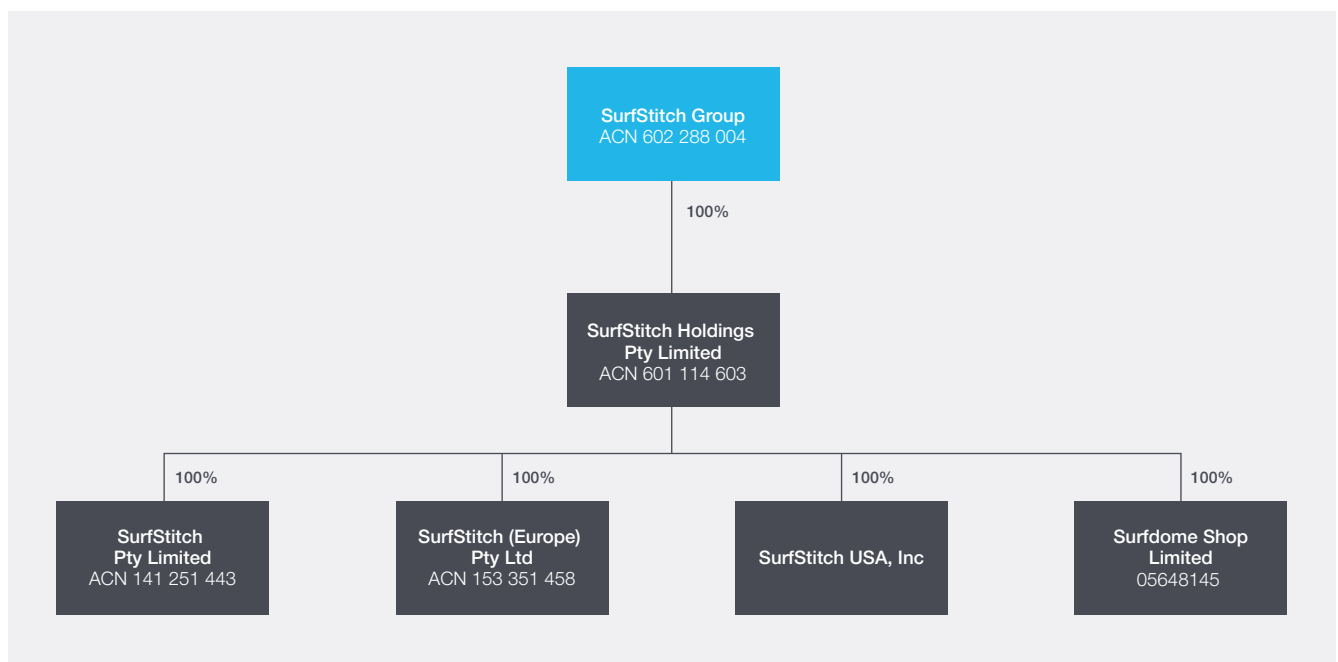 SurfStitch Group
ACN 602 288 004
100%
SurfStitch Holdings
Pty Limited
ACN 601 114 603
100%
100%
100%
100%
SurfStitch
Pty Limited
ACN 141 251 443
SurfStitch (Europe)
Pty Ltd
ACN 153 351 458
SurfStitch USA, Inc
Surfdome Shop
Limited
05648145